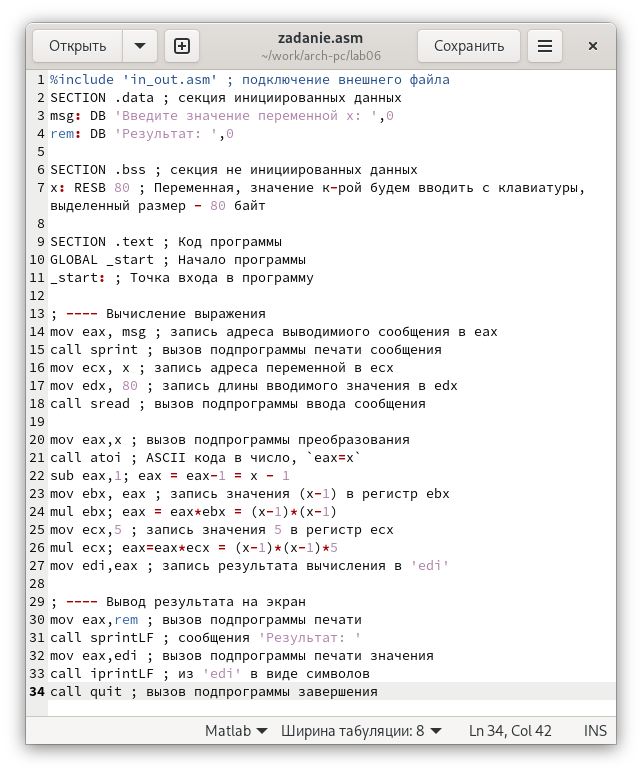 Открыть
zadanie.asm
~/work/arch-pc/lab06
Сохранить
1 %include 'in_out.asm' ; подключение внешнего файла
2 SECTION .data ; секция инициированных данных
3 msg: DB 'Введите значение переменной х: ',0
4 rem: DB 'Результат: ',0
5
6 SECTION .bss ; секция не инициированных данных
7 x: RESB 80 ; Переменная, значение к-рой будем вводить с клавиатуры,
выделенный размер - 80 байт
8
9 SECTION .text ; Код программы
10 GLOBAL _start ; Начало программы
11 _start: ; Точка входа в программу
12
13 ; ---- Вычисление выражения
14 mov eax, msg ; запись адреса выводимиого сообщения в eax
15 call sprint ; вызов подпрограммы печати сообщения
16 mov ecx, x ; запись адреса переменной в ecx
17 mov edx, 80 ; запись длины вводимого значения в edx
18 call sread ; вызов подпрограммы ввода сообщения
19
20 mov eax,x ; вызов подпрограммы преобразования
21 call atoi ; ASCII кода в число, `eax=x`
22 sub eax,1; eax = eax-1 = x - 1
23 mov ebx, eax ; запись значения (x-1) в регистр ebx
24 mul ebx; eax = eax*ebx = (x-1)*(x-1)
25 mov ecx,5 ; запись значения 5 в регистр ecx
26 mul ecx; eax=eax*ecx = (x-1)*(x-1)*5
27 mov edi,eax ; запись результата вычисления в 'edi'
28
29 ; ---- Вывод результата на экран
30 mov eax,rem ; вызов подпрограммы печати
31 call sprintLF ; сообщения 'Результат: '
32 mov eax,edi ; вызов подпрограммы печати значения
33 call iprintLF ; из 'edi' в виде символов
34 call quit ; вызов подпрограммы завершения
Matlab Ширина табуляции: 8 Ln 34, Col 42 INS